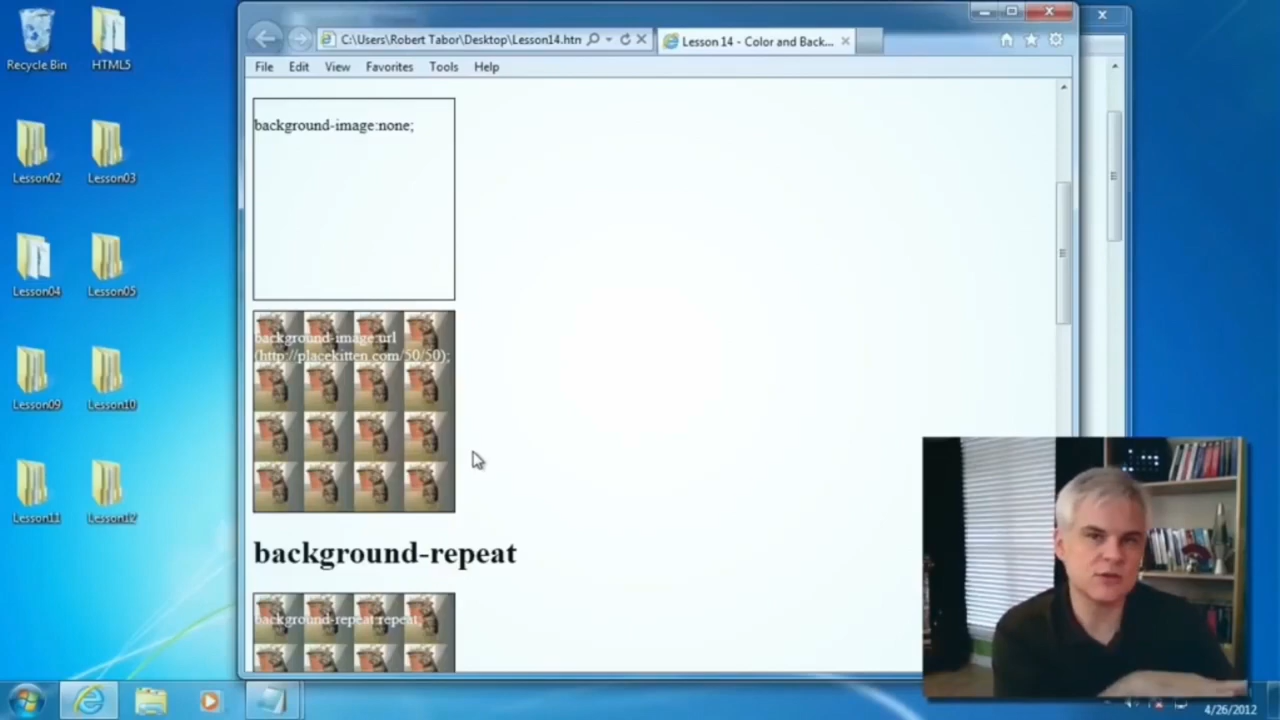 Recycle Bin
HTML5
Lesson02
Lesson03
Lesson04
Lesson05
Lesson09
Lesson10
Lesson11
Lesson12
C:\Users\Robert Tabor\Desktop\Lesson14.htm
Lesson 14 - Color and Back...
File Edit View Favorites Tools Help
background-image:none;
background-image:url
(http://placekitten.com/50/50);
background-repeat
background-repeat:repeat;
4/26/2012